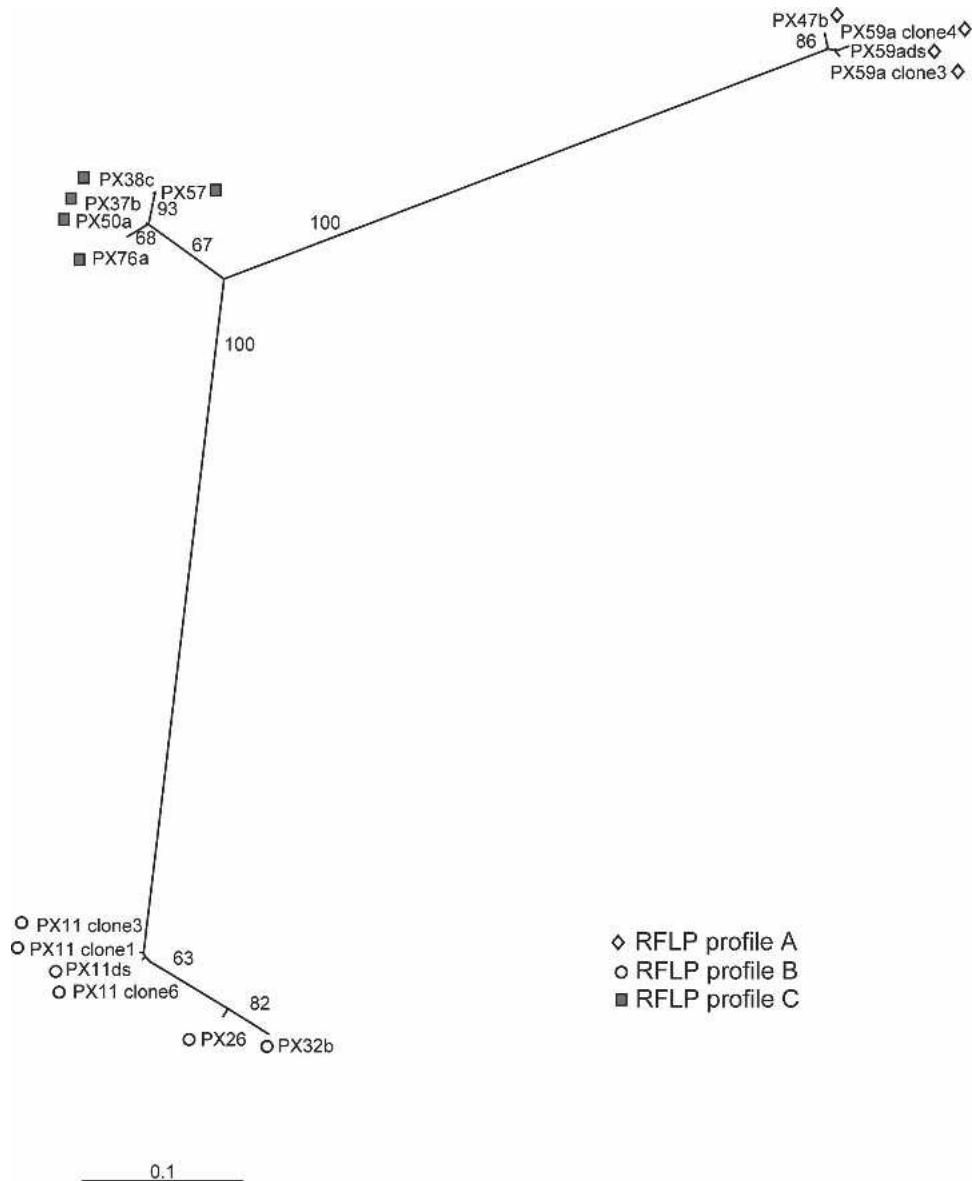 PX47b
PX59a clone4
86
PX59ads
PX59a clone3
PX38c
PX57
PX37b
93
PX50a
100
68
67
PX76a
100
PX11 clone3
PX11 clone1
63
PX11ds
PX11 clone6
82
PX26
PX32b
RFLP profile A
RFLP profile B
RFLP profile C
0.1